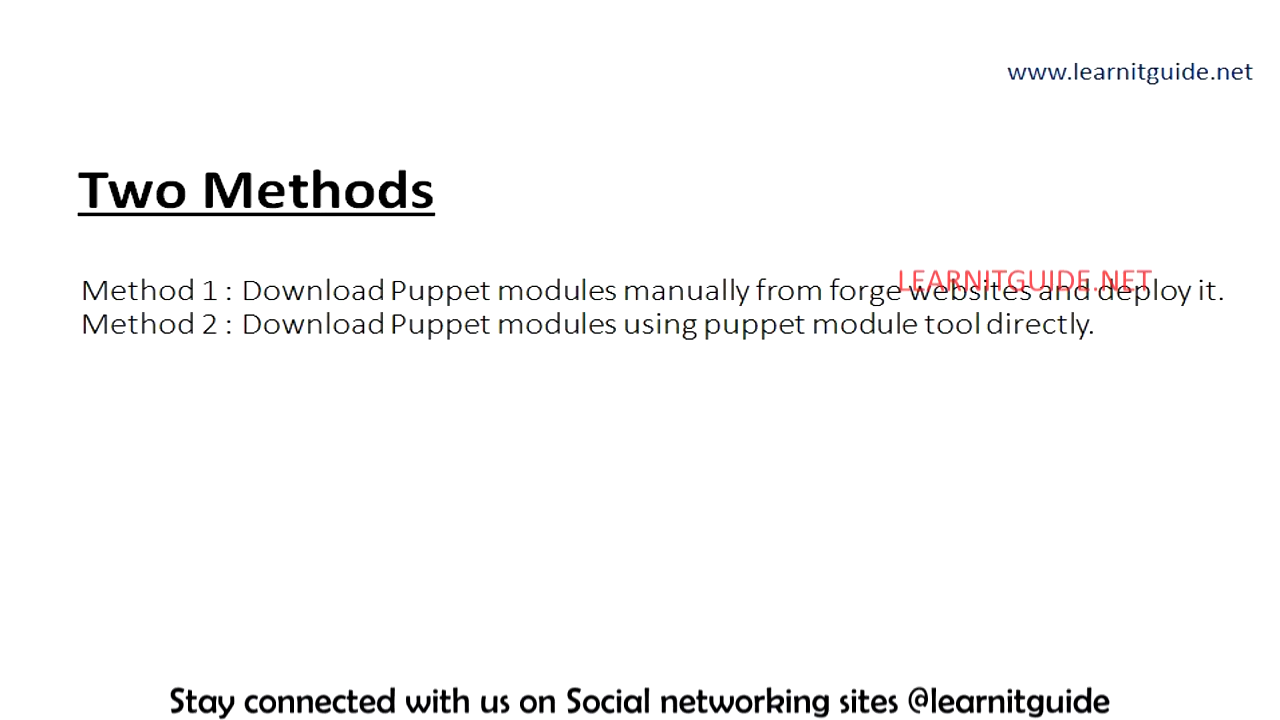 www.learnitguide.net
Two Methods
LEARNITGUIDE.NET
Method 1 : Download Puppet modules manually from forge websites and deploy it.
Method 2 : Download Puppet modules using puppet module tool directly.
Stay connected with us on Social networking sites @learnitguide